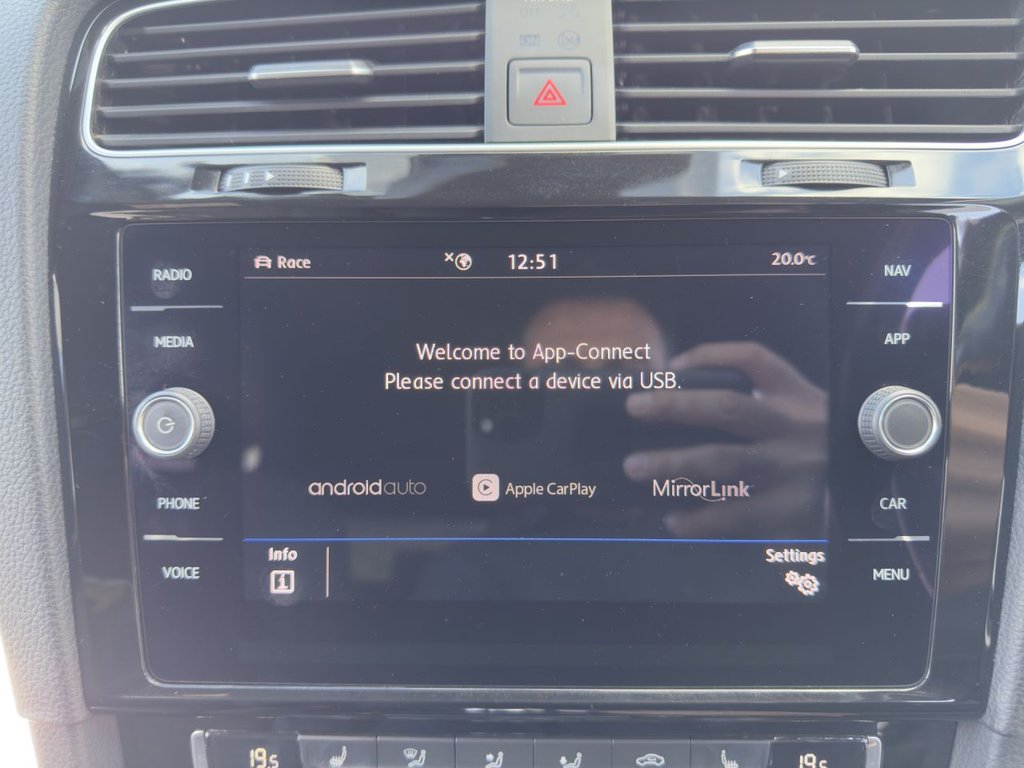 ON
RADIO
MEDIA
PHONE
VOICE
Race
12:51
20.0°C
Welcome to App-Connect
Please connect a device via USB.
androidauto
Apple CarPlay
MirrorLink
Info
Settings
NAV
APP
CAR
MENU
19.5
19.5